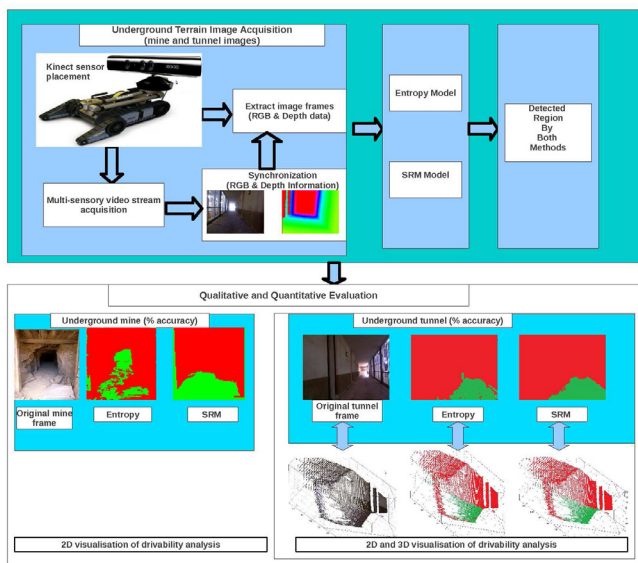 Underground Terrain Image Acquisition
(mine and tunnel images)
Kinect sensor
placement
Extract image frames
(RGB & Depth data)
Multi-sensory video stream
acquisition
Synchronization
(RGB & Depth Information)
Entropy Model
SRM Model
Detected
Region
By
Both
Methods
Qualitative and Quantitative Evaluation
Underground mine (% accuracy)
Original mine
frame
Entropy
SRM
2D visualisation of drivability analysis
Underground tunnel (% accuracy)
Original tunnel
frame
Entropy
SRM
2D and 3D visualisation of drivability analysis